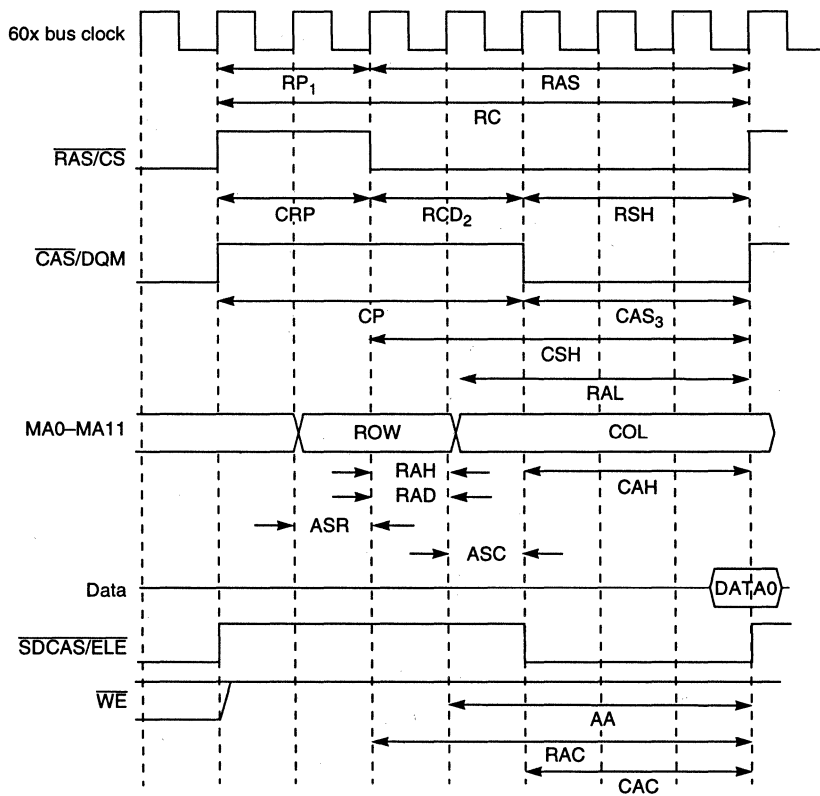 60x bus clock
RP1 RAS
RC
RAS/CS
CRP RCD2 RSH
CAS/DQM
CP CAS3
CSH
RAL
MA0–MA11 ROW COL
RAH CAH
RAD
ASR
ASC
Data DATA0
SDCAS/ELE
WE
AA
RAC
CAC